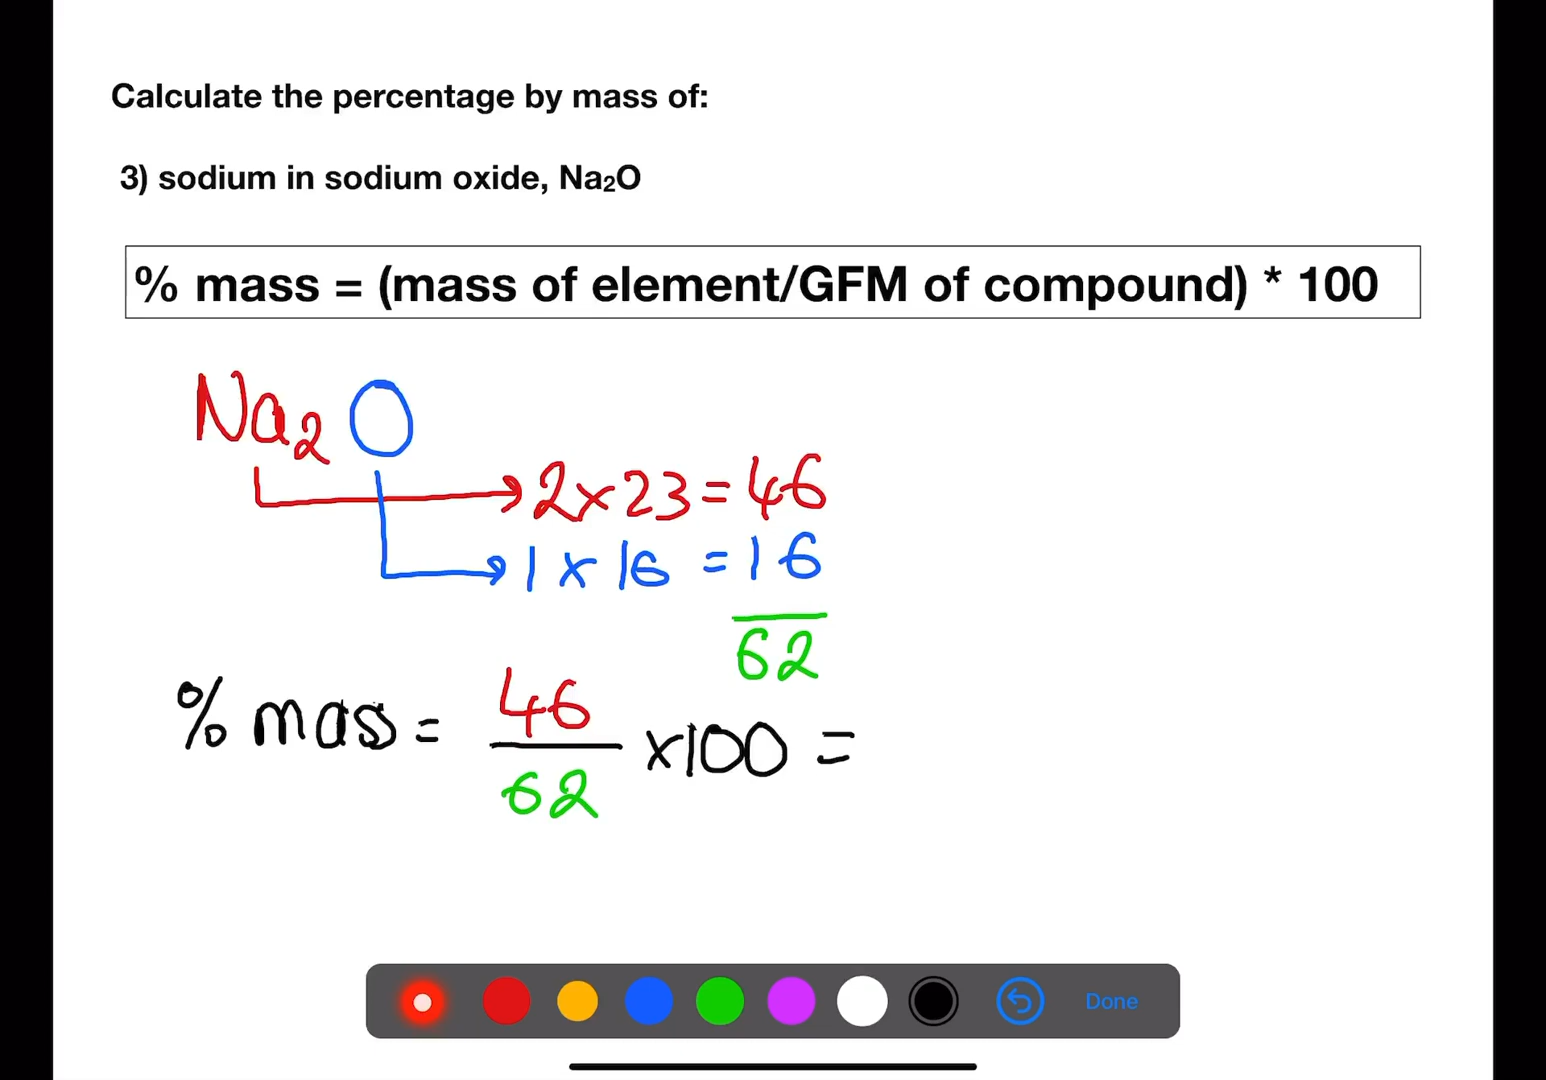 Calculate the percentage by mass of:
3) sodium in sodium oxide, Na₂O
% mass = (mass of element/GFM of compound) * 100
Na₂O
2x23=46
1x16=16
62
% mass = 46/62 x100 =
Done